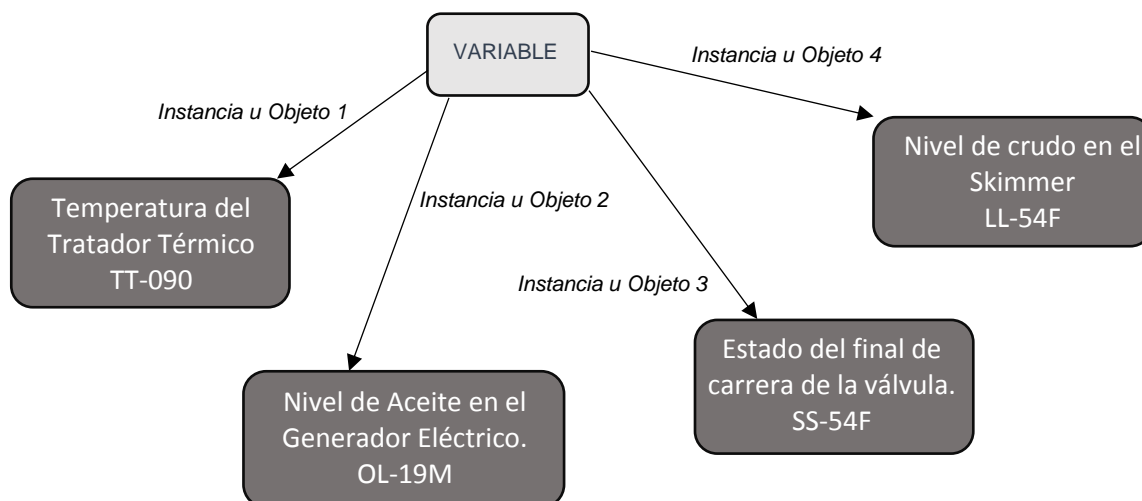 VARIABLE
Instancia u Objeto 4
Instancia u Objeto 1
Nivel de crudo en el
Skimmer
LL-54F
Temperatura del
Tratador Térmico
TT-090
Instancia u Objeto 2
Instancia u Objeto 3
Estado del final de
carrera de la válvula.
SS-54F
Nivel de Aceite en el
Generador Eléctrico.
OL-19M